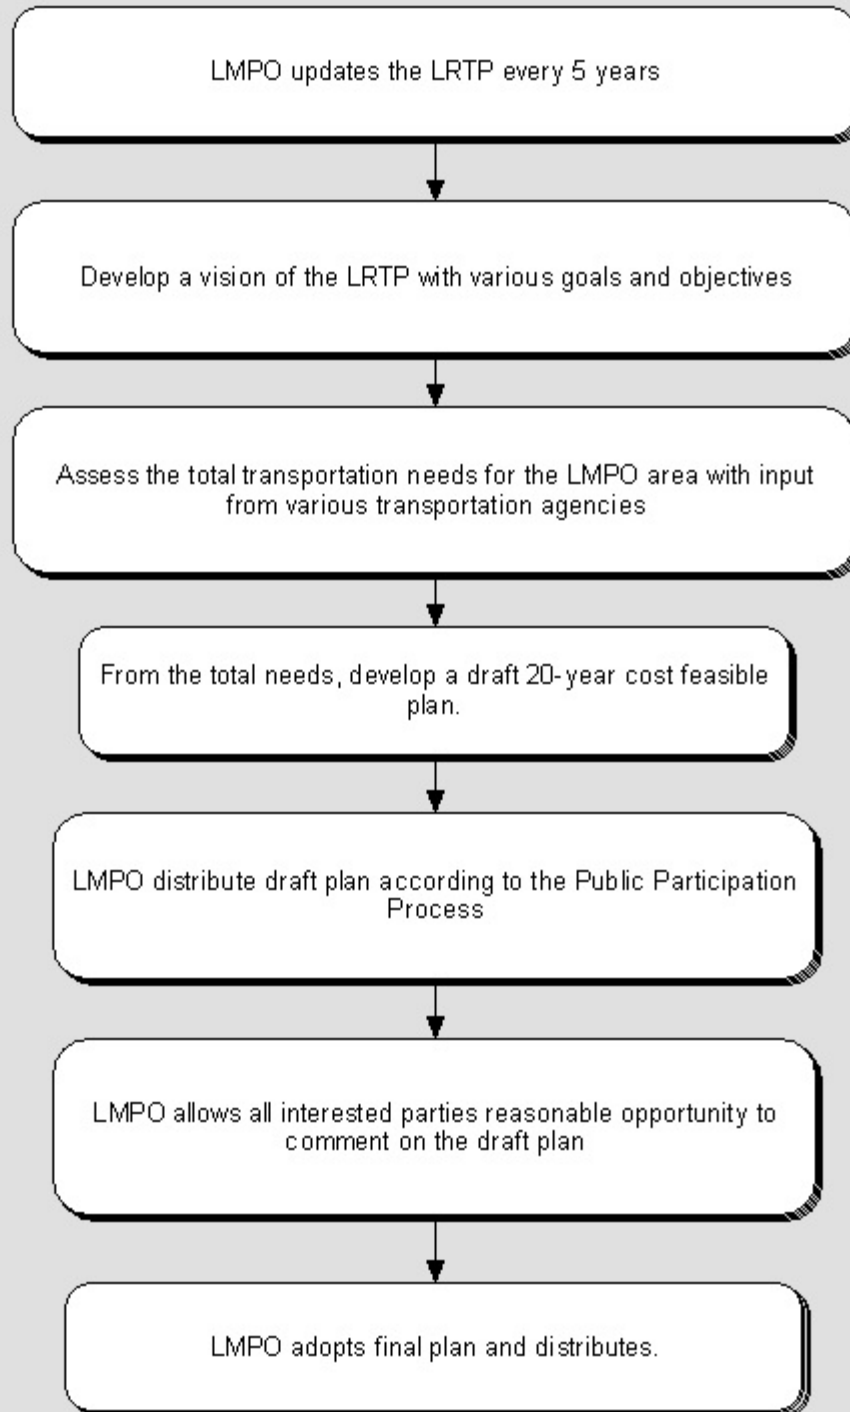 LMPO updates the LRTP every 5 years
Develop a vision of the LRTP with various goals and objectives
Assess the total transportation needs for the LMPO area with input
from various transportation agencies
From the total needs, develop a draft 20-year cost feasible
plan.
LMPO distribute draft plan according to the Public Participation
Process
LMPO allows all interested parties reasonable opportunity to
comment on the draft plan
LMPO adopts final plan and distributes.